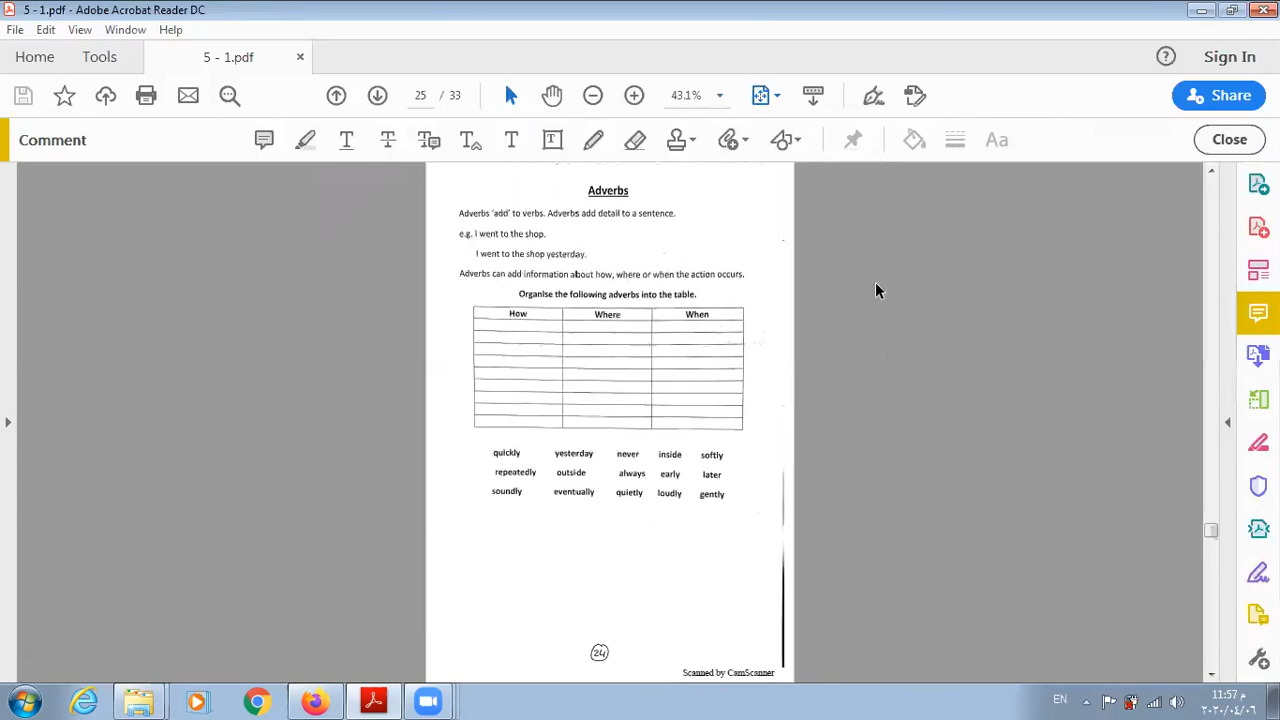 5 - 1.pdf - Adobe Acrobat Reader DC
File Edit View Window Help
Home Tools 5 - 1.pdf × ? Sign In
25 / 33 43.1% Share
Comment Aa Close
Adverbs
Adverbs 'add' to verbs. Adverbs add detail to a sentence.
e.g. I went to the shop.
I went to the shop yesterday.
Adverbs can add information about how, where or when the action occurs.
Organise the following adverbs into the table.
How Where When
quickly yesterday never inside softly
repeatedly outside always early later
soundly eventually quietly loudly gently
24
Scanned by CamScanner
EN م 11:57
٢٠٢٠/٠٤/٠٦